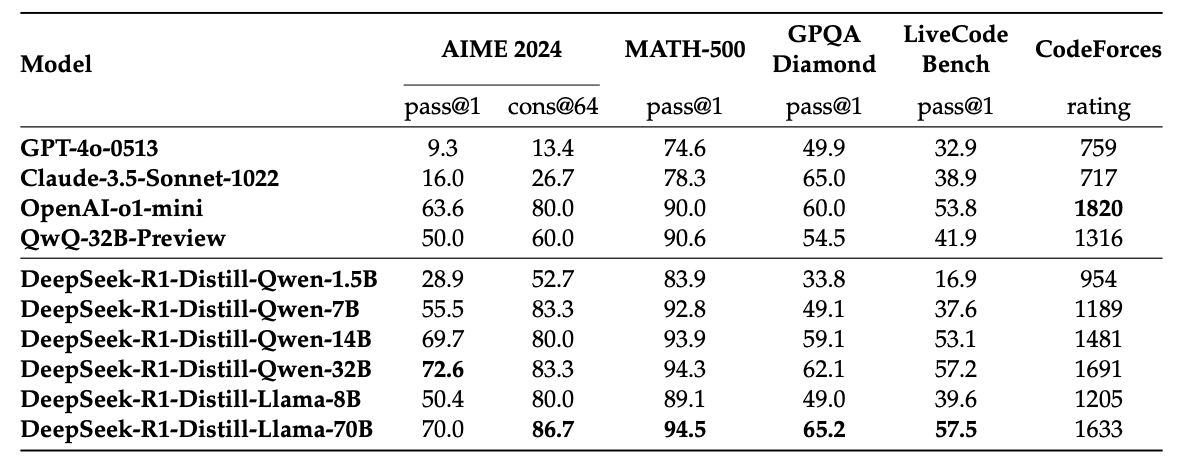 Model AIME 2024 MATH-500 GPQA Diamond LiveCode Bench CodeForces
pass@1 cons@64 pass@1 pass@1 pass@1 rating
GPT-4o-0513 9.3 13.4 74.6 49.9 32.9 759
Claude-3.5-Sonnet-1022 16.0 26.7 78.3 65.0 38.9 717
OpenAI-o1-mini 63.6 80.0 90.0 60.0 53.8 1820
QwQ-32B-Preview 50.0 60.0 90.6 54.5 41.9 1316
DeepSeek-R1-Distill-Qwen-1.5B 28.9 52.7 83.9 33.8 16.9 954
DeepSeek-R1-Distill-Qwen-7B 55.5 83.3 92.8 49.1 37.6 1189
DeepSeek-R1-Distill-Qwen-14B 69.7 80.0 93.9 59.1 53.1 1481
DeepSeek-R1-Distill-Qwen-32B 72.6 83.3 94.3 62.1 57.2 1691
DeepSeek-R1-Distill-Llama-8B 50.4 80.0 89.1 49.0 39.6 1205
DeepSeek-R1-Distill-Llama-70B 70.0 86.7 94.5 65.2 57.5 1633